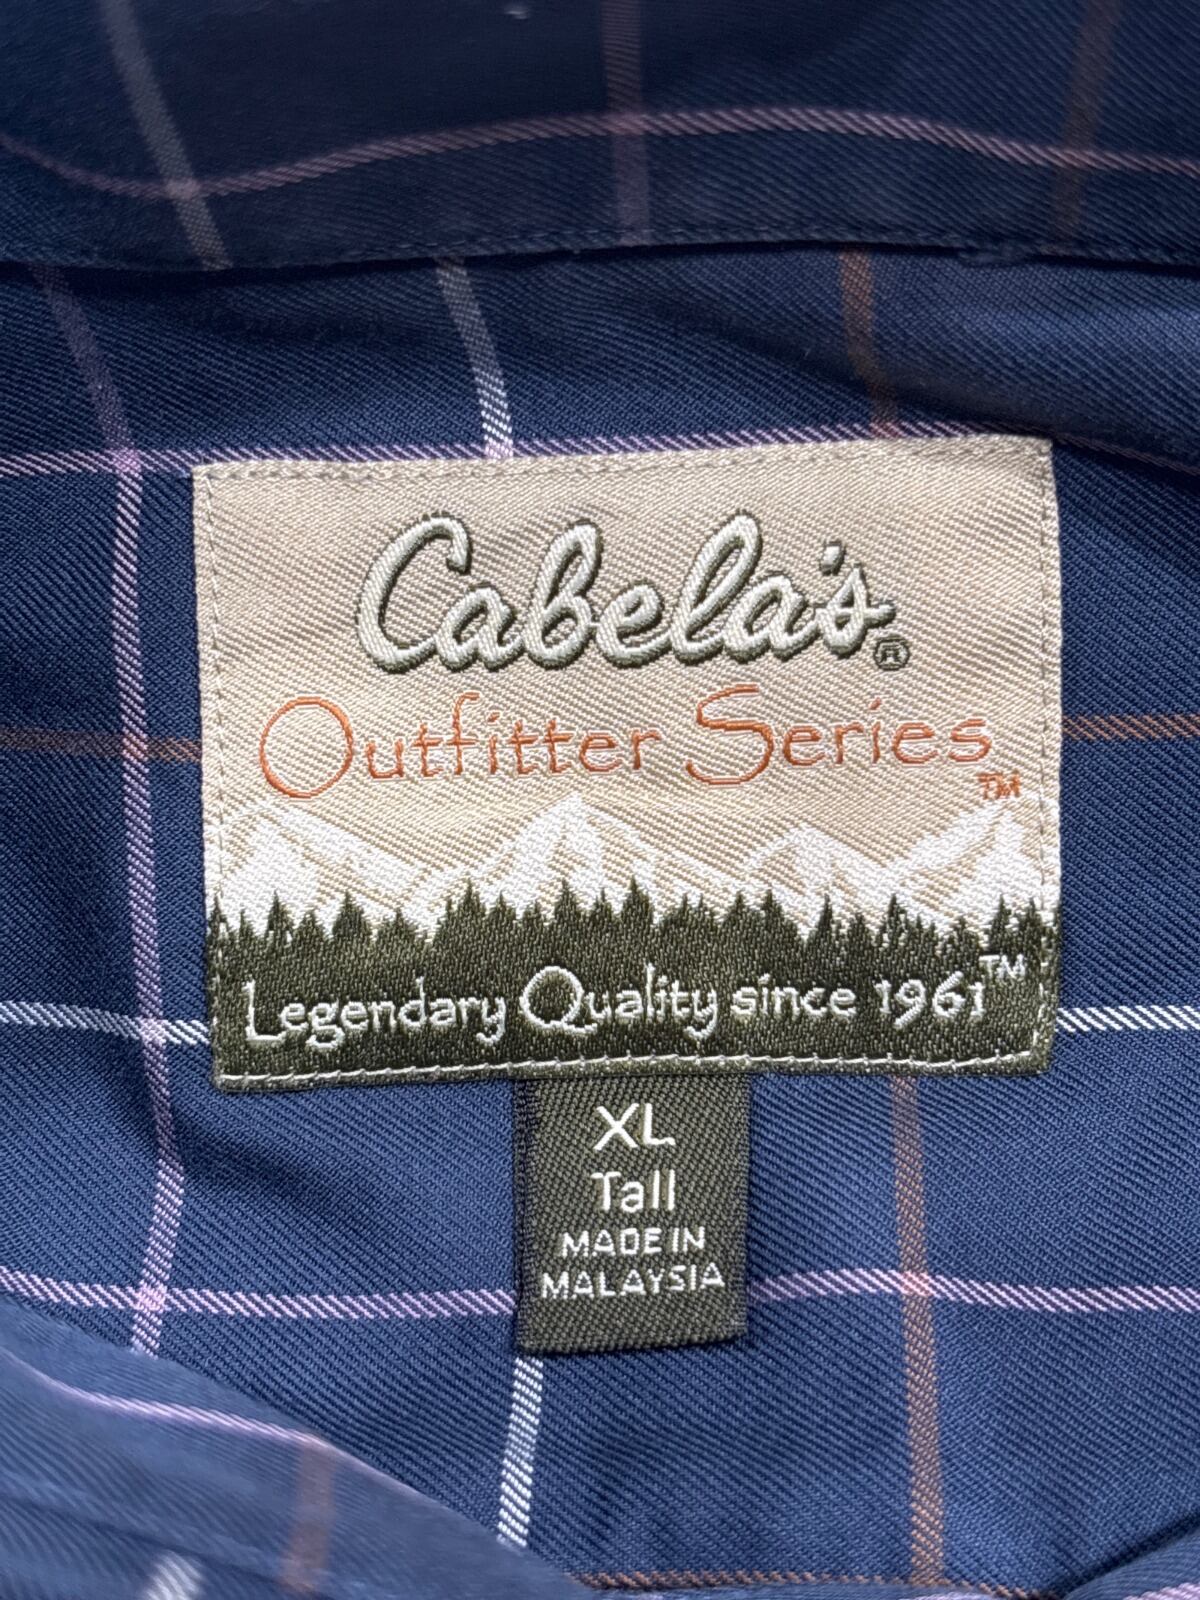 Cabela's®
Outfitter Series™
Legendary Quality since 1961™
XL
Tall
MADE IN
MALAYSIA